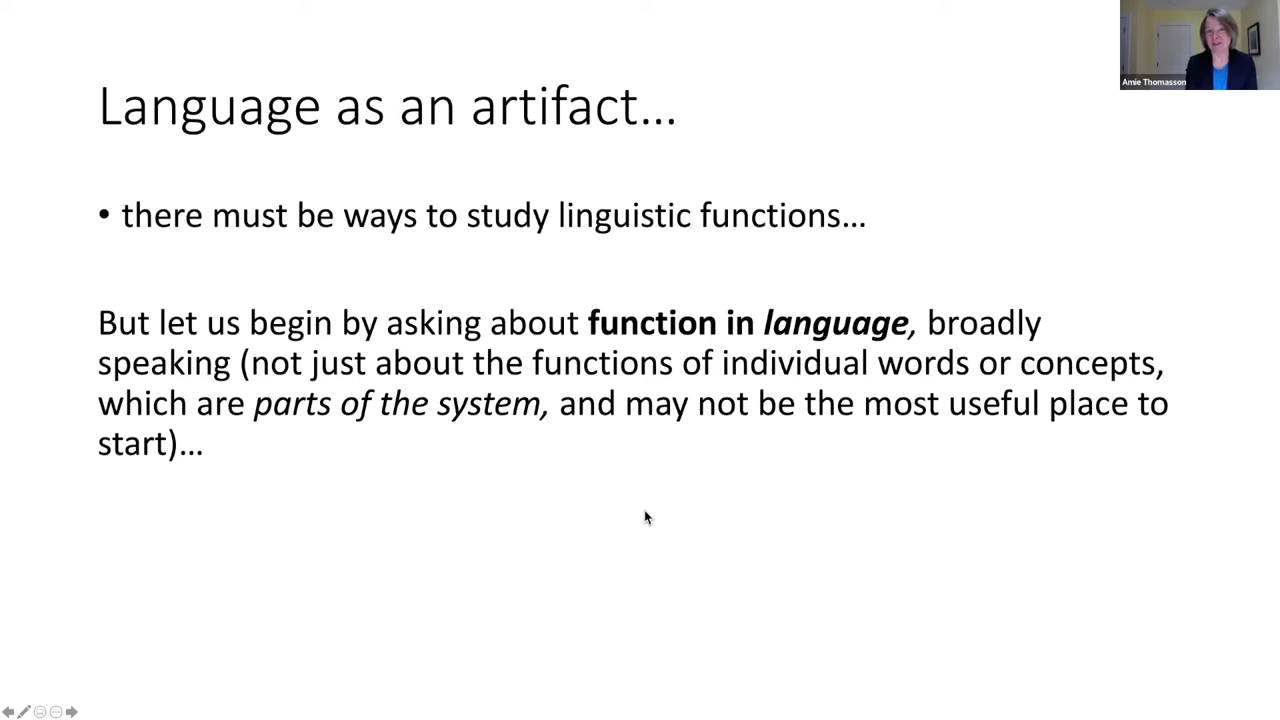 Amie Thomasson
Language as an artifact...
• there must be ways to study linguistic functions...
But let us begin by asking about function in language, broadly
speaking (not just about the functions of individual words or concepts,
which are parts of the system, and may not be the most useful place to
start)...